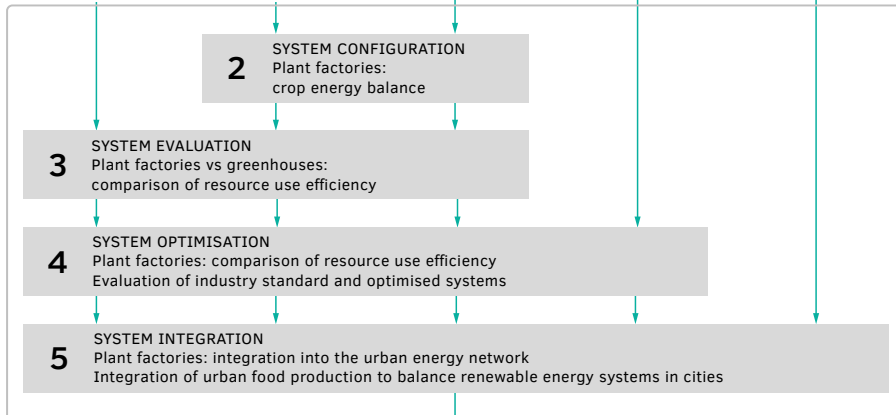 2
SYSTEM CONFIGURATION
Plant factories:
crop energy balance
3
SYSTEM EVALUATION
Plant factories vs greenhouses:
comparison of resource use efficiency
4
SYSTEM OPTIMISATION
Plant factories: comparison of resource use efficiency
Evaluation of industry standard and optimised systems
5
SYSTEM INTEGRATION
Plant factories: integration into the urban energy network
Integration of urban food production to balance renewable energy systems in cities